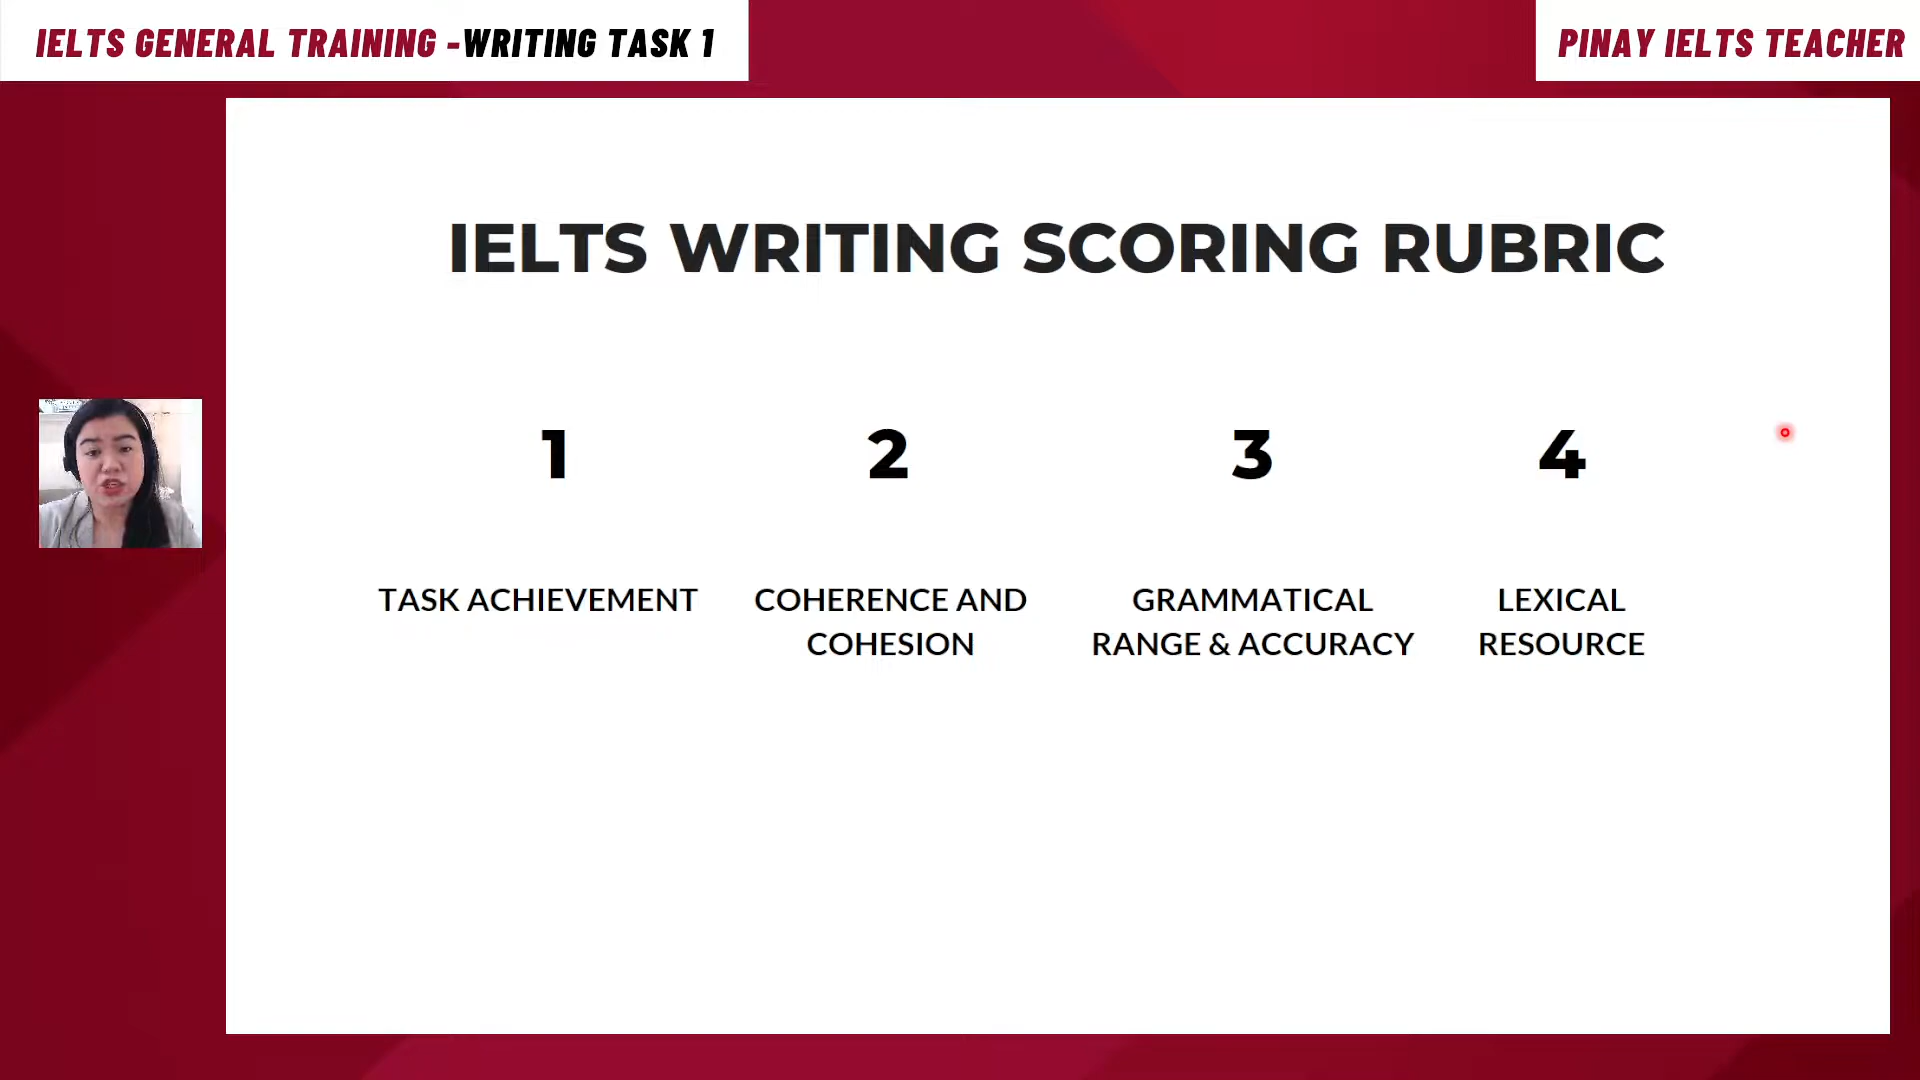 IELTS GENERAL TRAINING -WRITING TASK 1
PINAY IELTS TEACHER
IELTS WRITING SCORING RUBRIC
1
2
3
4
TASK ACHIEVEMENT
COHERENCE AND
COHESION
GRAMMATICAL
RANGE & ACCURACY
LEXICAL
RESOURCE